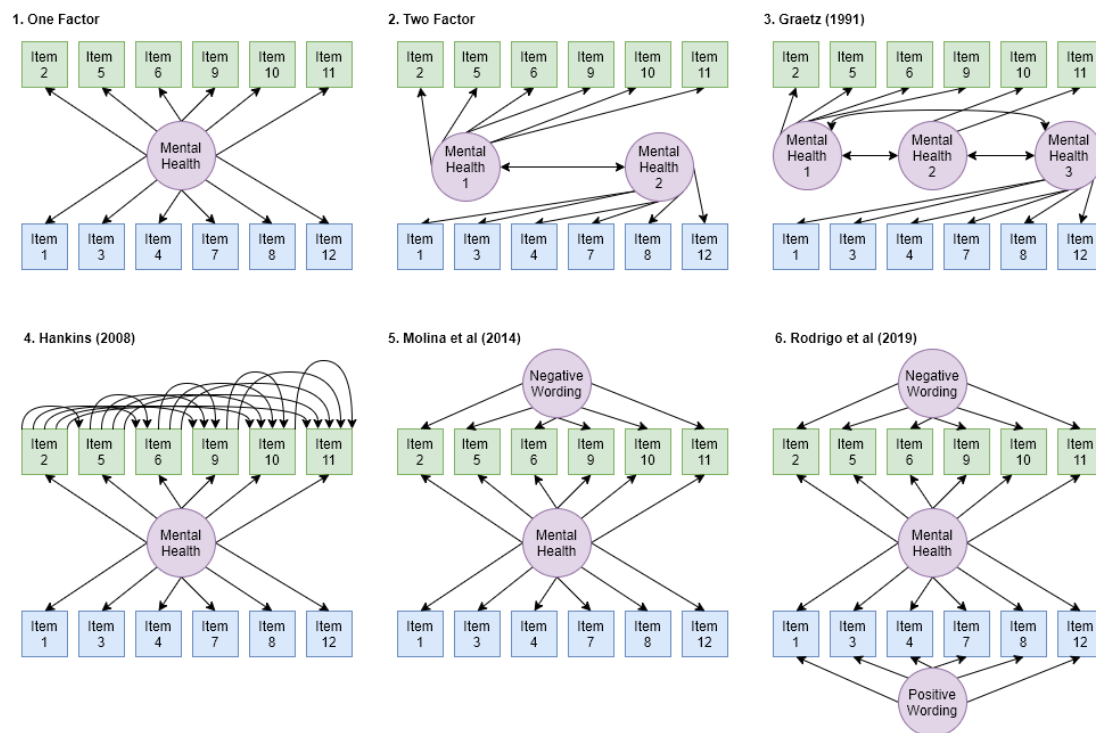 1. One Factor
Item
2
Item
5
Item
6
Item
9
Item
10
Item
11
Mental
Health
Item
1
Item
3
Item
4
Item
7
Item
8
Item
12
2. Two Factor
Item
2
Item
5
Item
6
Item
9
Item
10
Item
11
Mental
Health
1
Mental
Health
2
Item
1
Item
3
Item
4
Item
7
Item
8
Item
12
3. Graetz (1991)
Item
2
Item
5
Item
6
Item
9
Item
10
Item
11
Mental
Health
1
Mental
Health
2
Mental
Health
3
Item
1
Item
3
Item
4
Item
7
Item
8
Item
12
4. Hankins (2008)
Item
2
Item
5
Item
6
Item
9
Item
10
Item
11
Mental
Health
Item
1
Item
3
Item
4
Item
7
Item
8
Item
12
5. Molina et al (2014)
Negative
Wording
Item
2
Item
5
Item
6
Item
9
Item
10
Item
11
Mental
Health
Item
1
Item
3
Item
4
Item
7
Item
8
Item
12
6. Rodrigo et al (2019)
Negative
Wording
Item
2
Item
5
Item
6
Item
9
Item
10
Item
11
Mental
Health
Item
1
Item
3
Item
4
Item
7
Item
8
Item
12
Positive
Wording